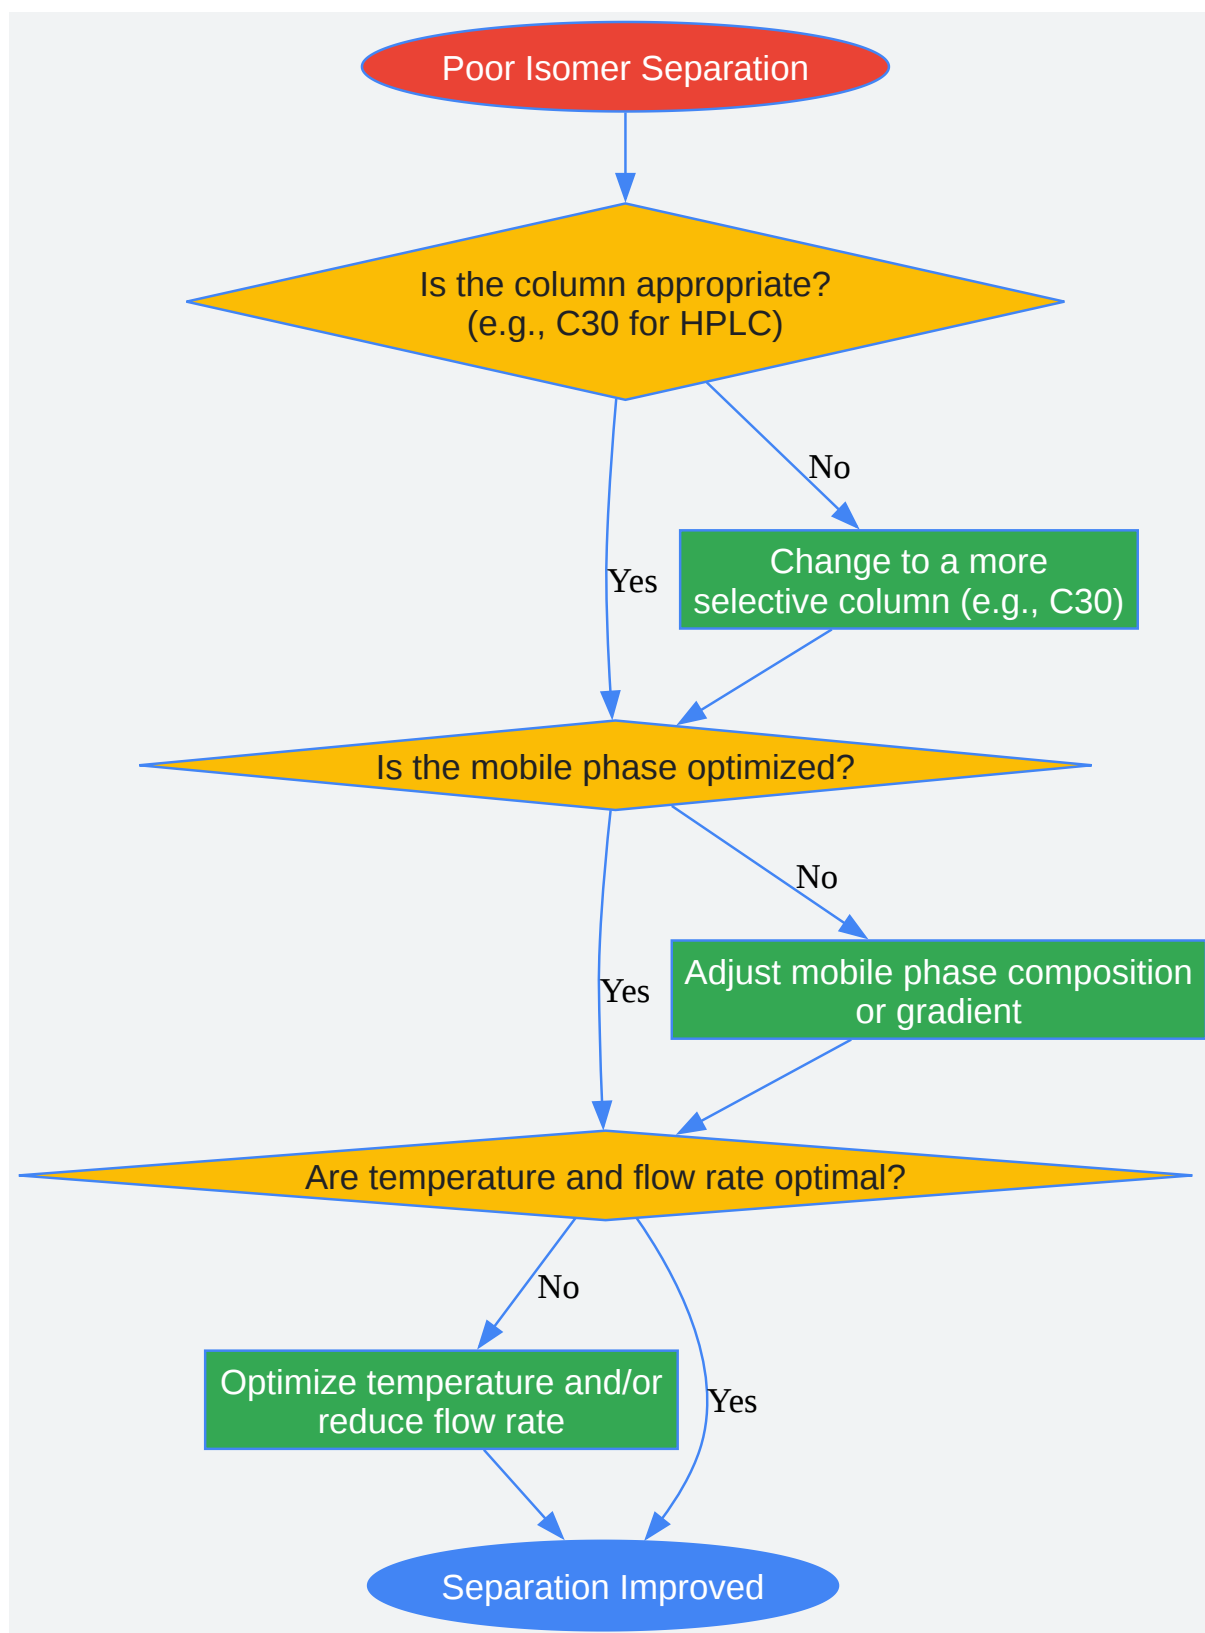 Poor Isomer Separation
Is the column appropriate?
(e.g., C30 for HPLC)
No
Change to a more
selective column (e.g., C30)
Yes
Is the mobile phase optimized?
No
Adjust mobile phase composition
or gradient
Yes
Are temperature and flow rate optimal?
No
Optimize temperature and/or
reduce flow rate
Yes
Separation Improved